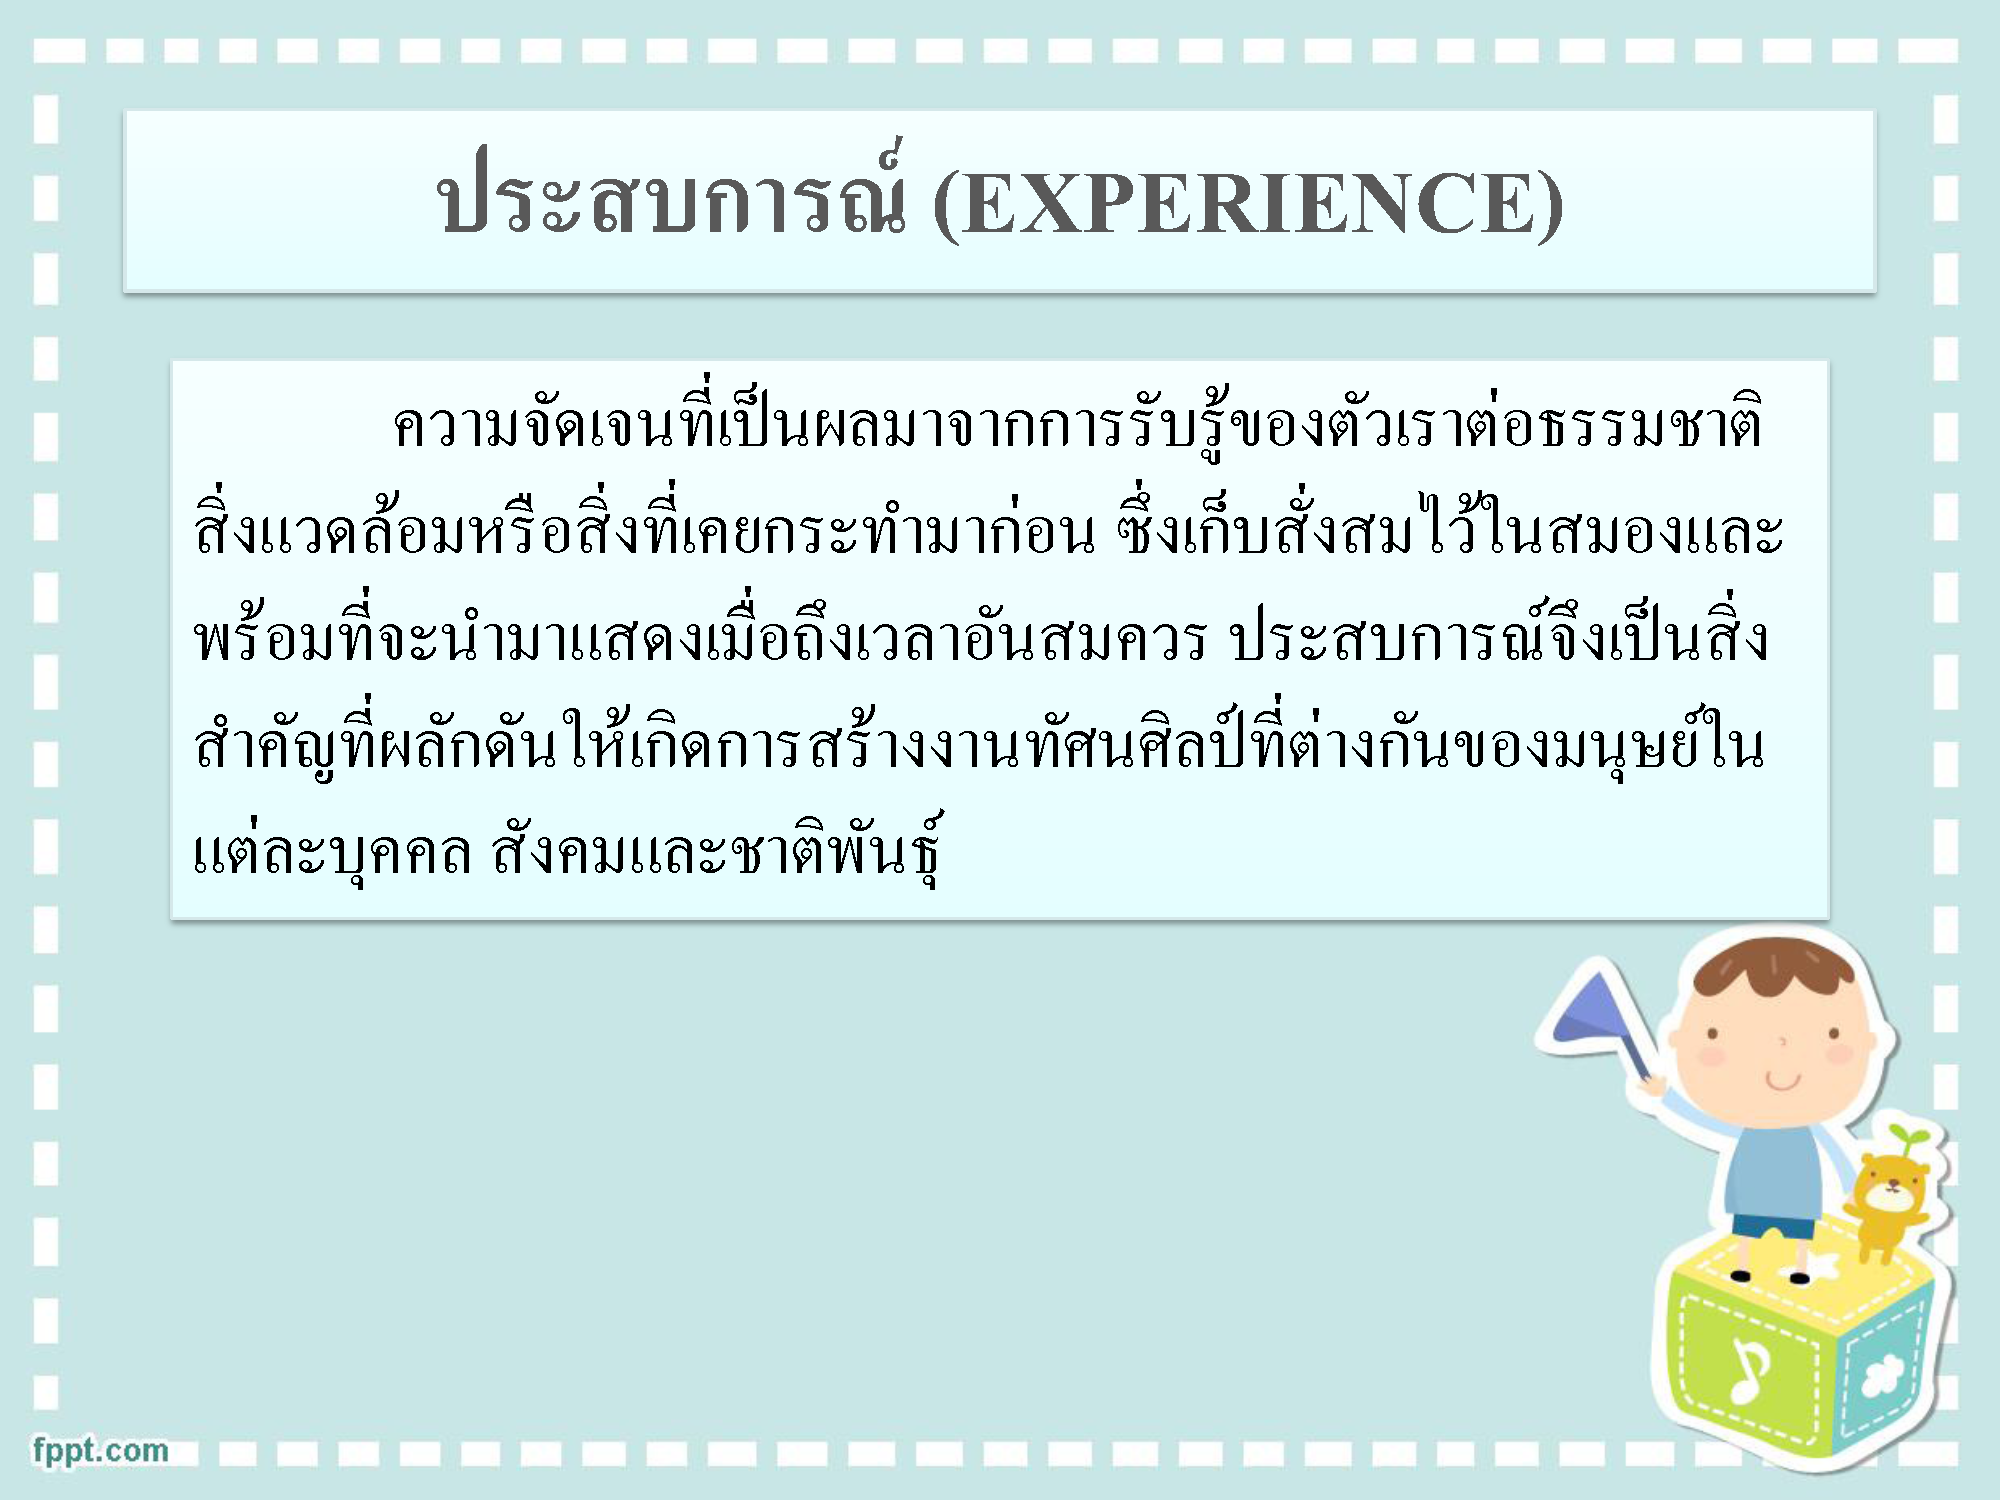 ประสบการณ์ (EXPERIENCE)
ความจัดเจนที่เป็นผลมาจากการรับรู้ของตัวเราต่อธรรมชาติ
สิ่งแวดล้อมหรือสิ่งที่เคยกระทำมาก่อน ซึ่งเก็บสั่งสมไว้ในสมองและ
พร้อมที่จะนำมาแสดงเมื่อถึงเวลาอันสมควร ประสบการณ์จึงเป็นสิ่ง
สำคัญที่ผลักดันให้เกิดการสร้างงานทัศนศิลป์ที่ต่างกันของมนุษย์ใน
แต่ละบุคคล สังคมและชาติพันธุ์
fppt.com